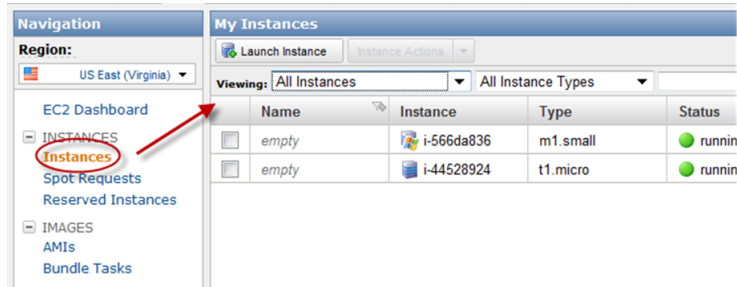 Navigation
Region:
US East (Virginia)
EC2 Dashboard
INSTANCES
Instances
Spot Requests
Reserved Instances
IMAGES
AMIs
Bundle Tasks
My Instances
Launch Instance Instance Actions
Viewing: All Instances All Instance Types
Name Instance Type Status
empty i-566da836 m1.small runnin
empty i-44528924 t1.micro runnin